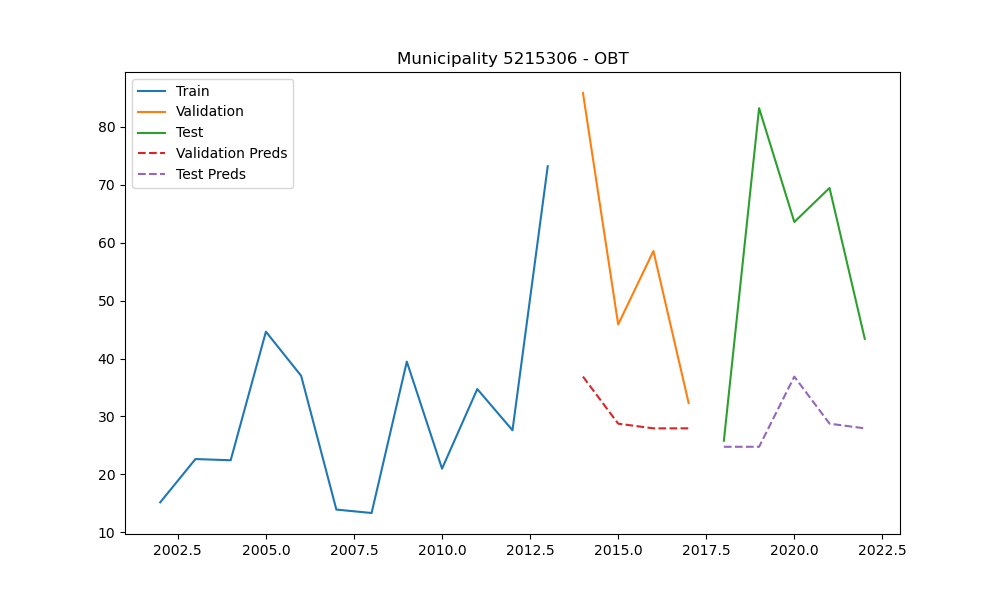 Municipality 5215306 - OBT
Train
Validation
Test
Validation Preds
Test Preds
80
70
60
50
40
30
20
10
2002.5 2005.0 2007.5 2010.0 2012.5 2015.0 2017.5 2020.0 2022.5